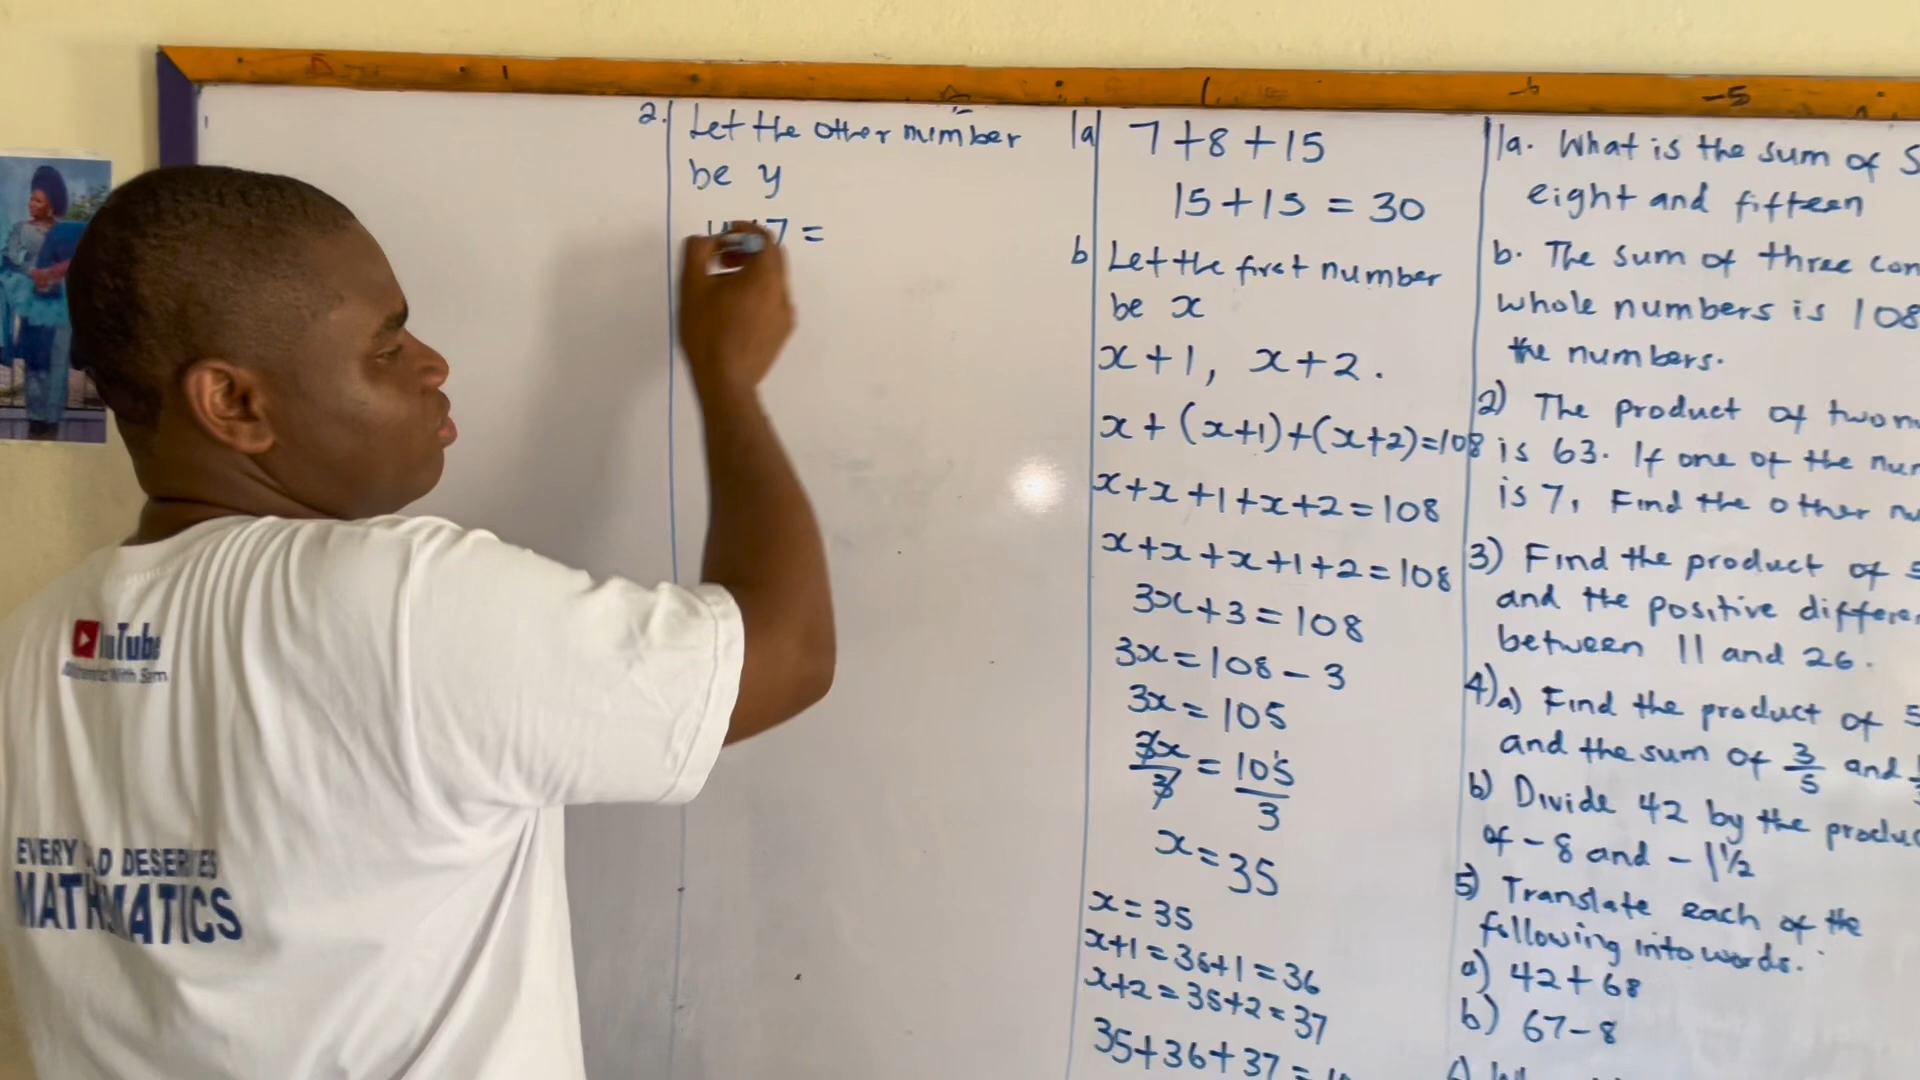 2. Let the other number
be y
7 =
1a 7+8+15
15+15 = 30
b Let the first number
be x
x+1, x+2.
x+(x+1)+(x+2)=108
x+x+1+x+2=108
x+x+x+1+2=108
3x+3=108
3x=108-3
3x=105
3x/3 = 105/3
x=35
x=35
x+1=35+1=36
x+2=35+2=37
35+36+37=
1a. What is the sum of
eight and fifteen
b. The sum of three
whole numbers is 108
the numbers.
2) The product of two
is 63. If one of the
is 7, Find the other
3) Find the product of
and the positive
between 11 and 26.
4)a) Find the product of 5
and the sum of 3/5 and
b) Divide 42 by the
of -8 and -1½
5) Translate each of the
following into words.
a) 42+68
b) 67-8
YouTube
With Sam
EVERY DESERVES
MATHEMATICS
-5